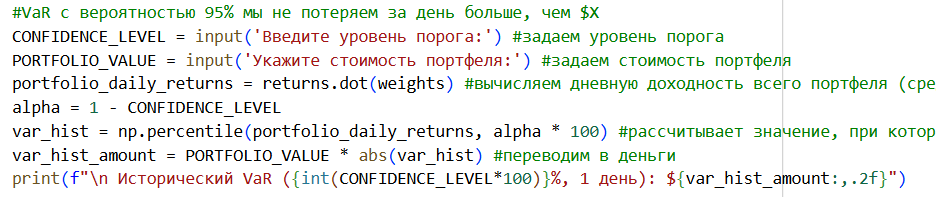 #VaR с вероятностью 95% мы не потеряем за день больше, чем $X
CONFIDENCE_LEVEL = input('Введите уровень порога:') #задаем уровень порога
PORTFOLIO_VALUE = input('Укажите стоимость портфеля:') #задаем стоимость портфеля
portfolio_daily_returns = returns.dot(weights) #вычисляем дневную доходность всего портфеля (сре
alpha = 1 - CONFIDENCE_LEVEL
var_hist = np.percentile(portfolio_daily_returns, alpha * 100) #рассчитывает значение, при котор
var_hist_amount = PORTFOLIO_VALUE * abs(var_hist) #переводим в деньги
print(f"\n Исторический VaR ({int(CONFIDENCE_LEVEL*100)}%, 1 день): ${var_hist_amount:,.2f}")